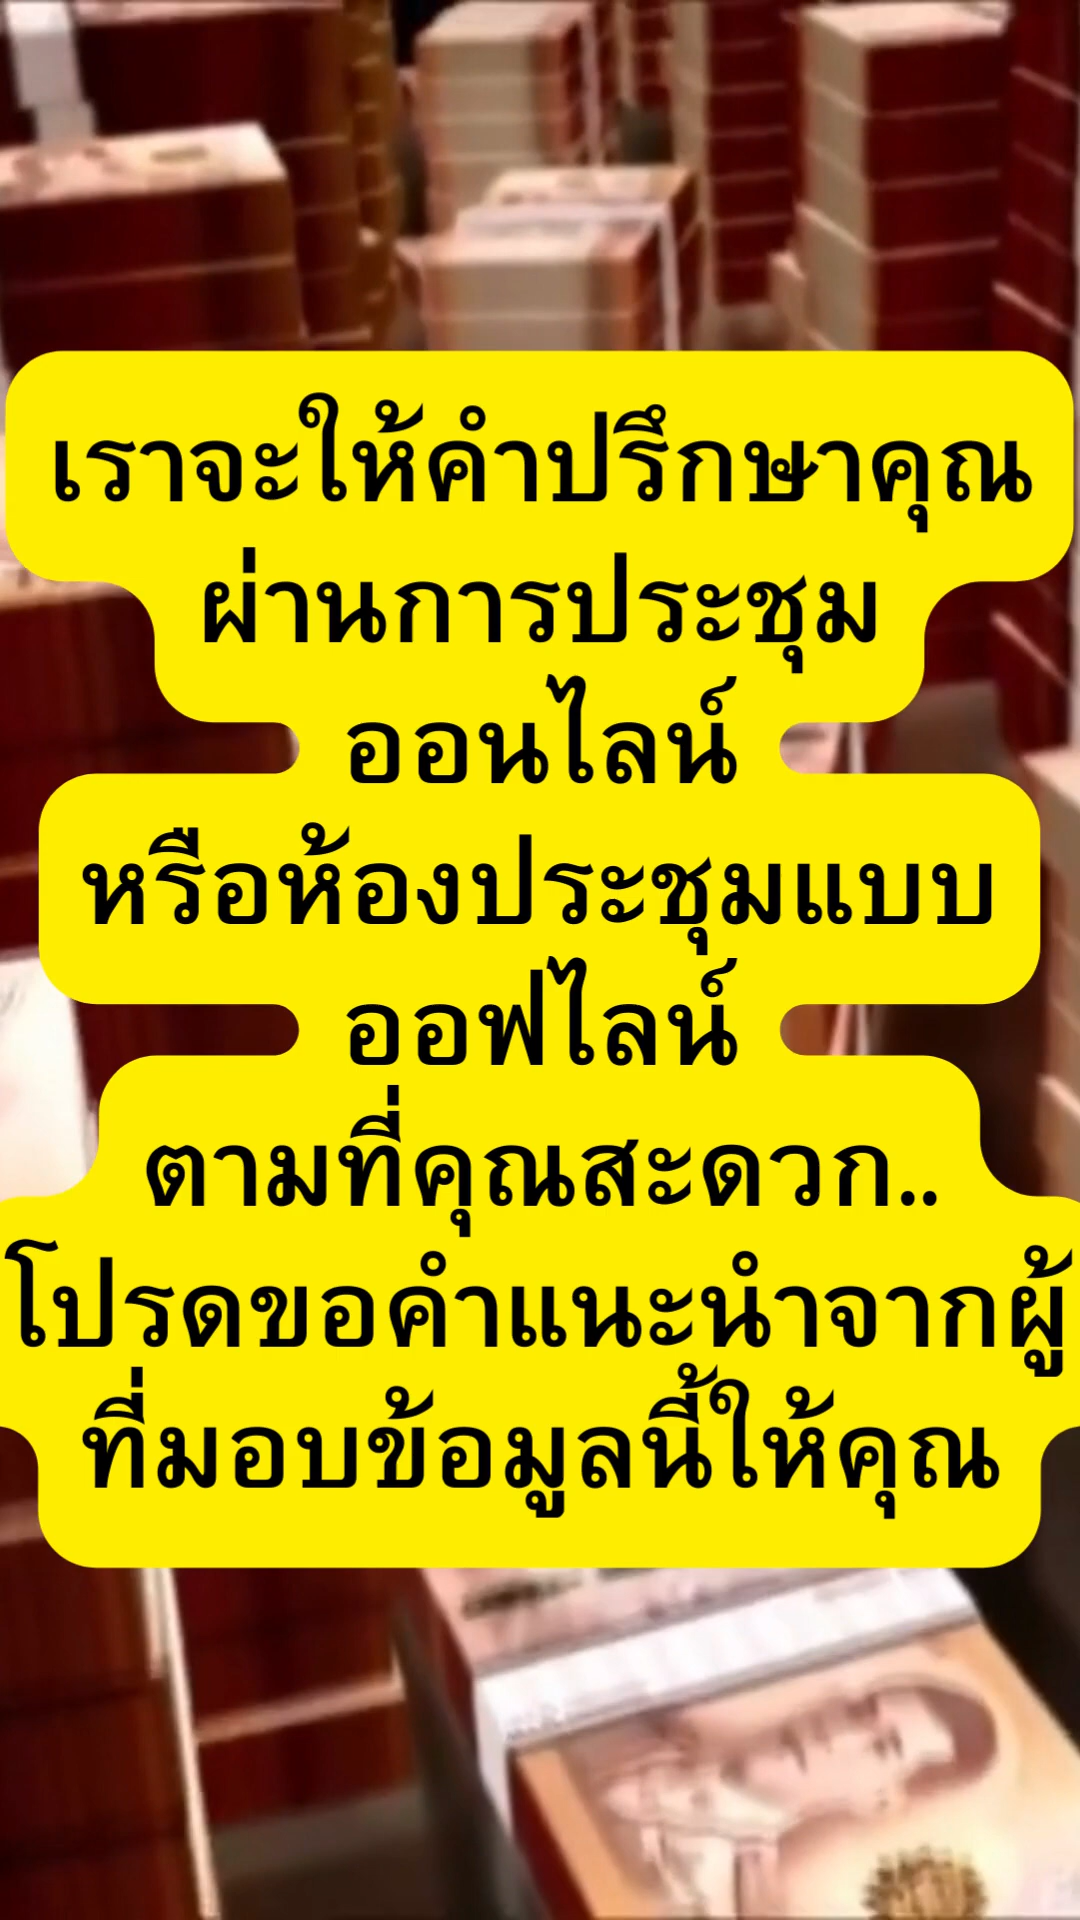 เราจะให้คำปรึกษาคุณ
ผ่านการประชุม
ออนไลน์
หรือห้องประชุมแบบ
ออฟไลน์
ตามที่คุณสะดวก..
โปรดขอคำแนะนำจากผู้
ที่มอบข้อมูลนี้ให้คุณ